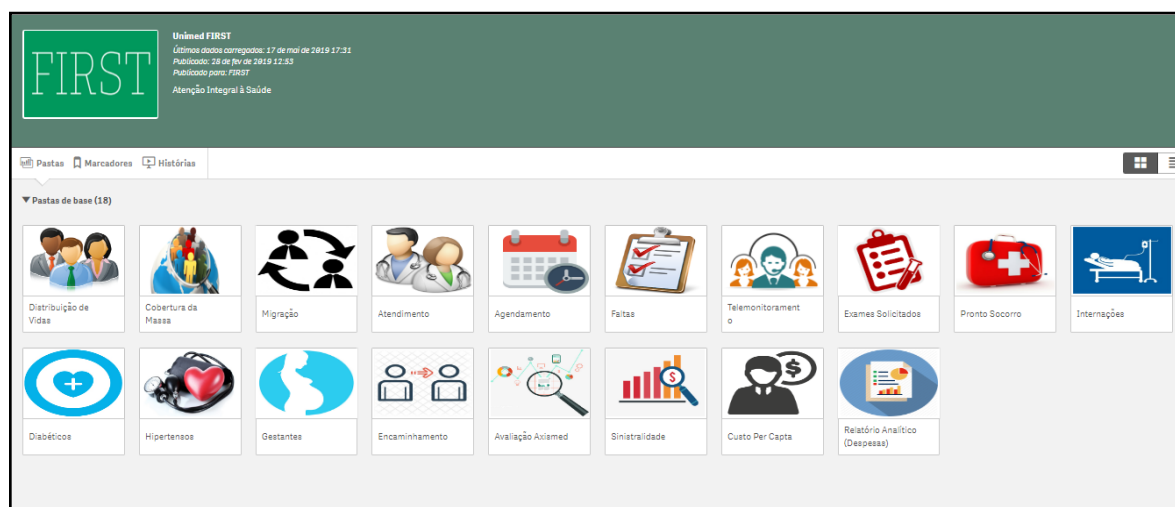 FIRST
Unimed FIRST
Últimos dados carregados: 17 de mai de 2019 17:31
Publicado: 28 de fev de 2019 12:53
Publicado para: FIRST
Atenção Integral à Saúde
Pastas Marcadores Histórias
▼ Pastas de base (18)
Distribuição de
Vidas
Cobertura da
Massa
Migração
Atendimento
Agendamento
Faltas
Telemonitorament
o
Exames Solicitados
Pronto Socorro
Internações
Diabéticos
Hipertensos
Gestantes
Encaminhamento
Avaliação Axismed
Sinistralidade
Custo Per Capta
Relatório Analítico
(Despesas)